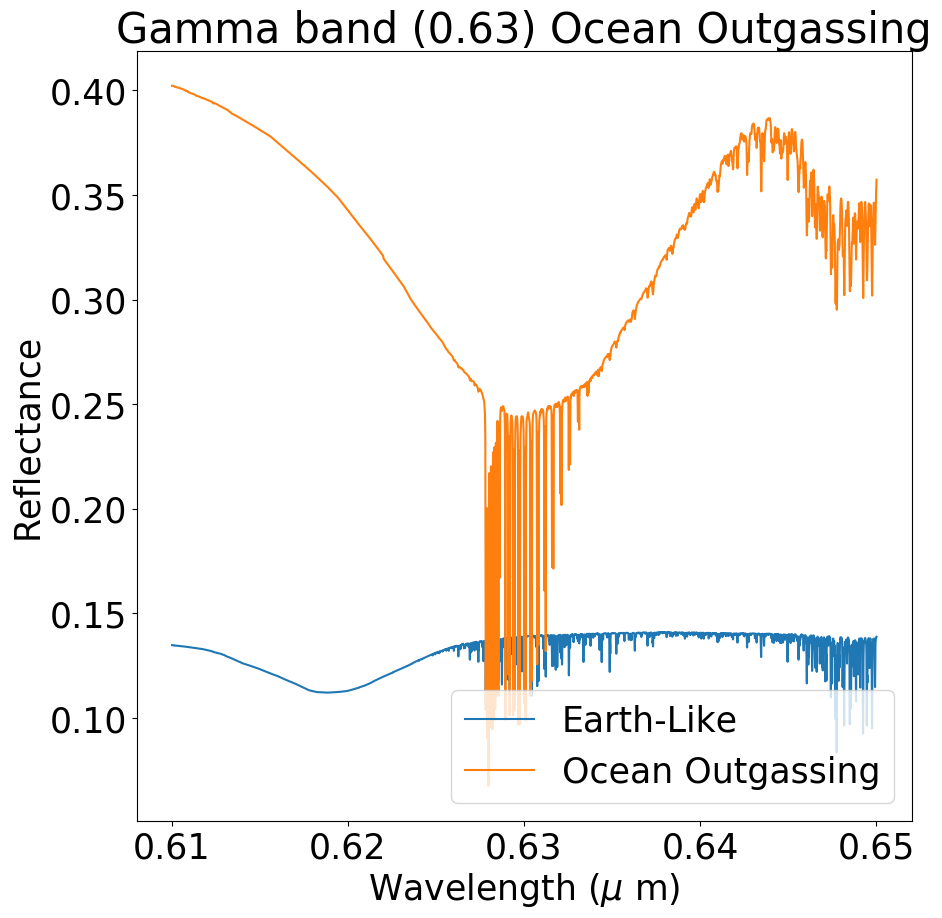 Gamma band (0.63) Ocean Outgassing
0.40
0.35
0.30
0.25
0.20
0.15
0.10
Reflectance
Earth-Like
Ocean Outgassing
0.61 0.62 0.63 0.64 0.65
Wavelength (μ m)